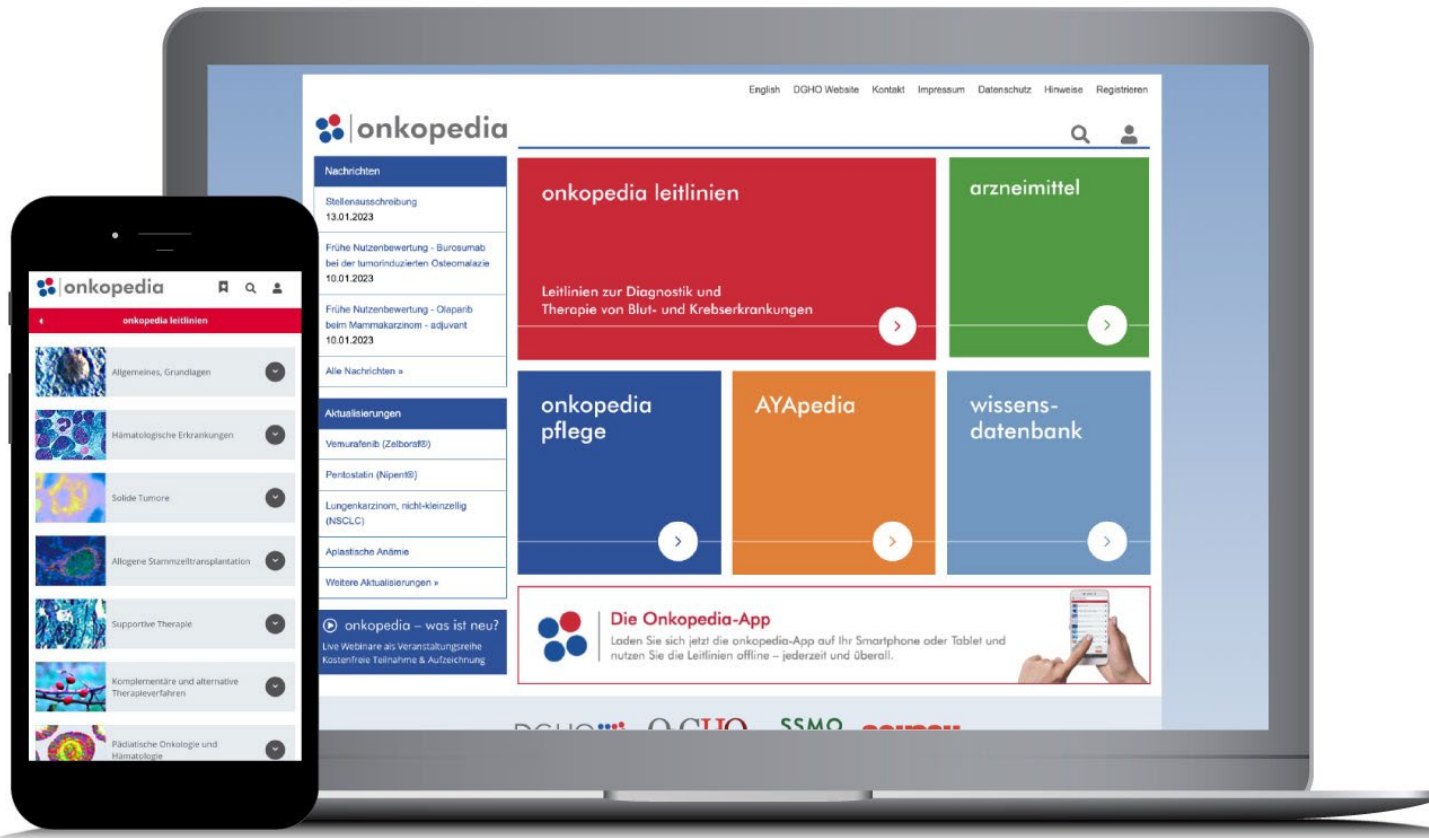 English DGHO Website Kontakt Impressum Datenschutz Hinweise Registrieren
onkopedia
Nachrichten
Stellenausschreibung
13.01.2023
Frühe Nutzenbewertung - Burosumab
bei der tumorinduzierten Osteomalazie
10.01.2023
Frühe Nutzenbewertung - Olaparib
beim Mammakarzinom - adjuvant
10.01.2023
Alle Nachrichten »
Aktualisierungen
Vemurafenib (Zelboraf®)
Pentostatin (Nipent®)
Lungenkarzinom, nicht-kleinzellig
(NSCLC)
Aplastische Anämie
Weitere Aktualisierungen »
onkopedia – was ist neu?
Live Webinare als Veranstaltungsreihe
Kostenfreie Teilnahme & Aufzeichnung
onkopedia leitlinien
Leitlinien zur Diagnostik und
Therapie von Blut- und Krebserkrankungen
arzneimittel
onkopedia
pflege
AYApedia
wissens-
datenbank
Die Onkopedia-App
Laden Sie sich jetzt die onkopedia-App auf Ihr Smartphone oder Tablet und
nutzen Sie die Leitlinien offline – jederzeit und überall.
DGHO OeGHO SSMO
onkopedia
onkopedia leitlinien
Allgemeines, Grundlagen
Hämatologische Erkrankungen
Solide Tumore
Allogene Stammzelltransplantation
Supportive Therapie
Komplementäre und alternative
Therapieverfahren
Pädiatische Onkologie und
Hämatologie